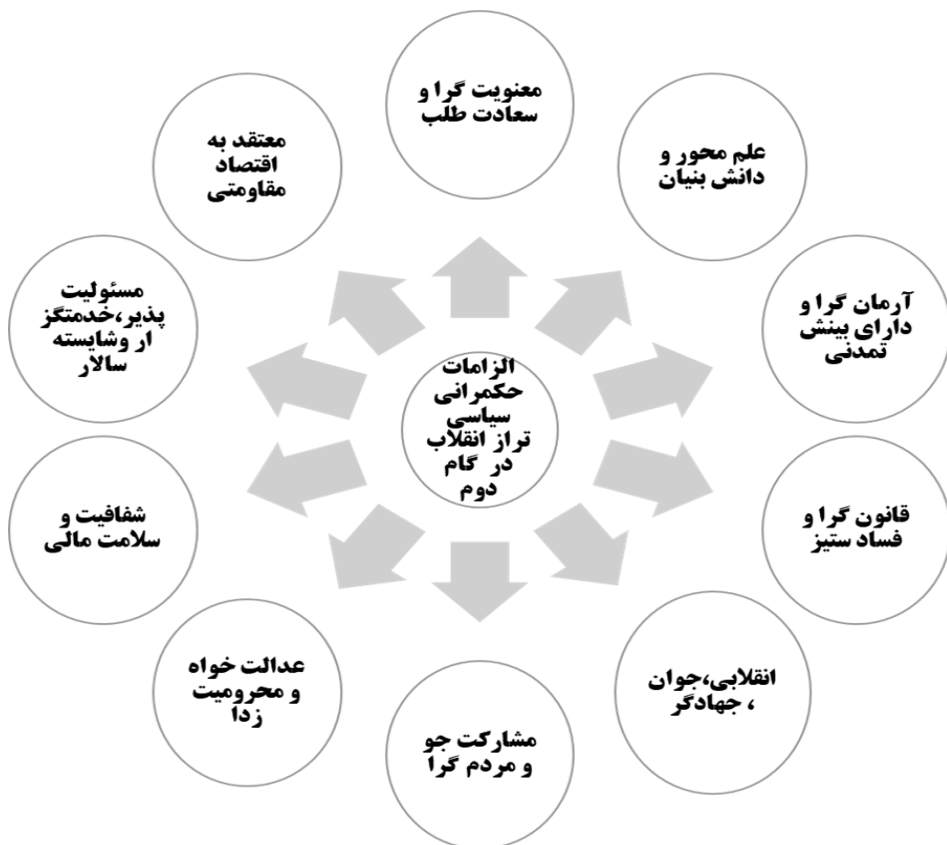 معنویت گرا و
سعادت طلب
علم محور و
دانش بنیان
آرمان گرا و
دارای بینش
تمدنی
قانون گرا و
فساد ستیز
انقلابی،جوان
، جهادگر
مشارکت جو
و مردم گرا
عدالت خواه
و محرومیت
زدا
شفافیت و
سلامت مالی
مسئولیت
پذیر،خدمتگز
ار وشایسته
سالار
معتقد به
اقتصاد
مقاومتی
الزامات
حکمرانی
سیاسی
تراز انقلاب
در گام
دوم